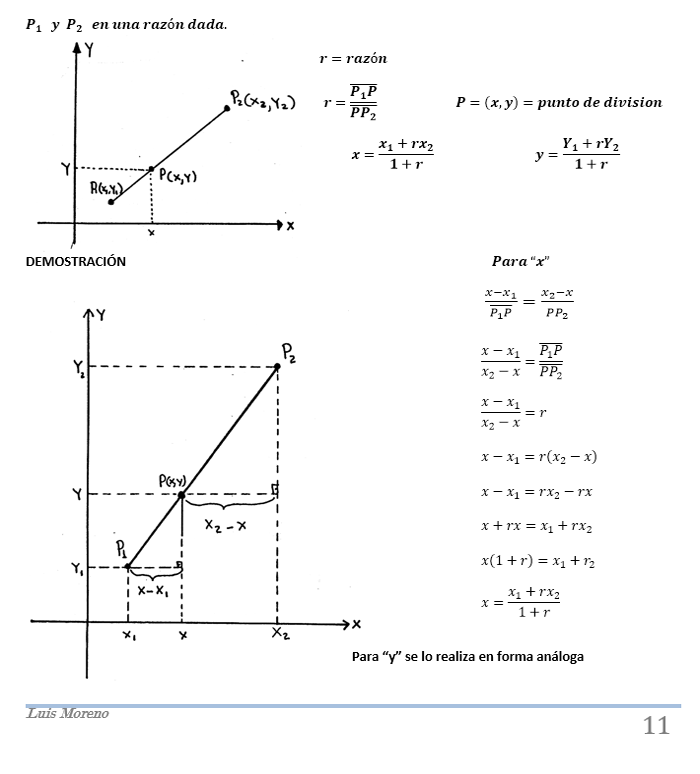 P₁ y P₂ en una razón dada.
Y
r = razón
P₂(x₂,Y₂)
r = P₁P / PP₂
P = (x, y) = punto de division
x = (x₁ + rx₂) / (1 + r)
y = (Y₁ + rY₂) / (1 + r)
Y
P(x,Y)
x
x
DEMOSTRACIÓN
Para "x"
(x−x₁) / P₁P = (x₂−x) / PP₂
Y
Y₂
P₂
(x − x₁) / (x₂ − x) = P₁P / PP₂
(x − x₁) / (x₂ − x) = r
x − x₁ = r(x₂ − x)
Y
P(x,y)
x − x₁ = rx₂ − rx
x₂ − x
x + rx = x₁ + rx₂
P₁
Y₁
x(1 + r) = x₁ + r₂
x−x₁
x = (x₁ + rx₂) / (1 + r)
x₁
x
x₂
x
Para "y" se lo realiza en forma análoga
Luis Moreno
11